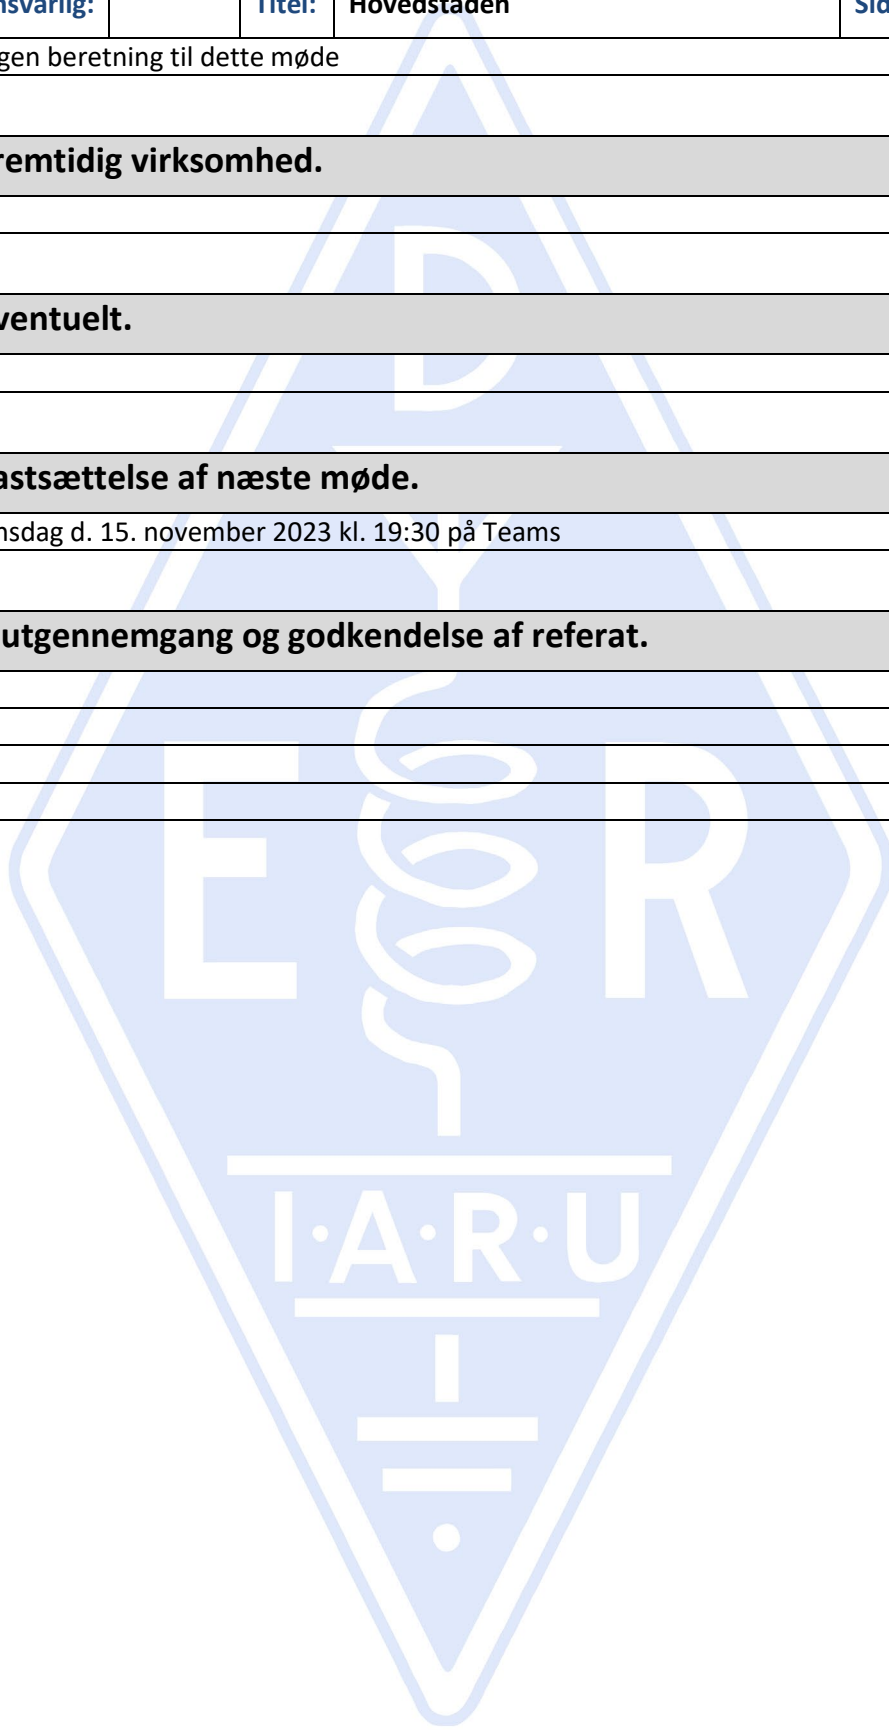 nsvarlig: Titel: Hovedstaden Sid
gen beretning til dette møde
remtidig virksomhed.
ventuelt.
astsættelse af næste møde.
nsdag d. 15. november 2023 kl. 19:30 på Teams
utgennemgang og godkendelse af referat.
D
E R
I·A·R·U